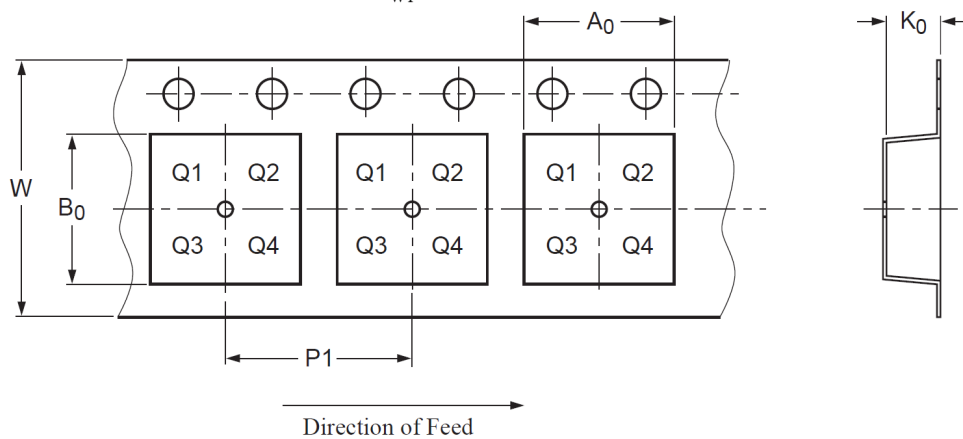 W1
A0
K0
Q1 Q2 Q1 Q2 Q1 Q2
W
B0
Q3 Q4 Q3 Q4 Q3 Q4
P1
Direction of Feed